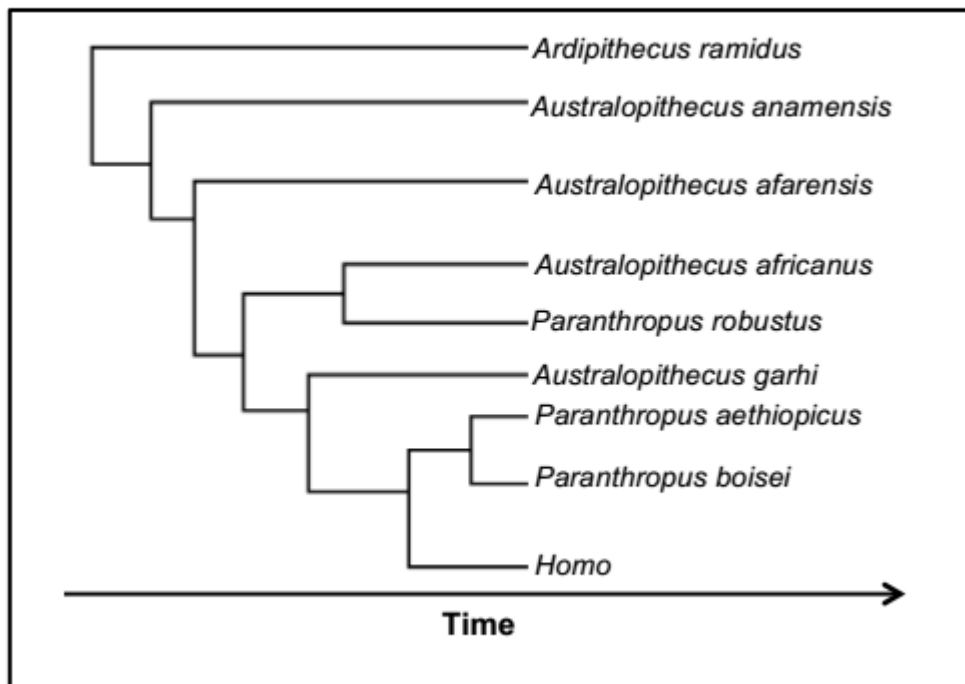 Ardipithecus ramidus
Australopithecus anamensis
Australopithecus afarensis
Australopithecus africanus
Paranthropus robustus
Australopithecus garhi
Paranthropus aethiopicus
Paranthropus boisei
Homo
Time